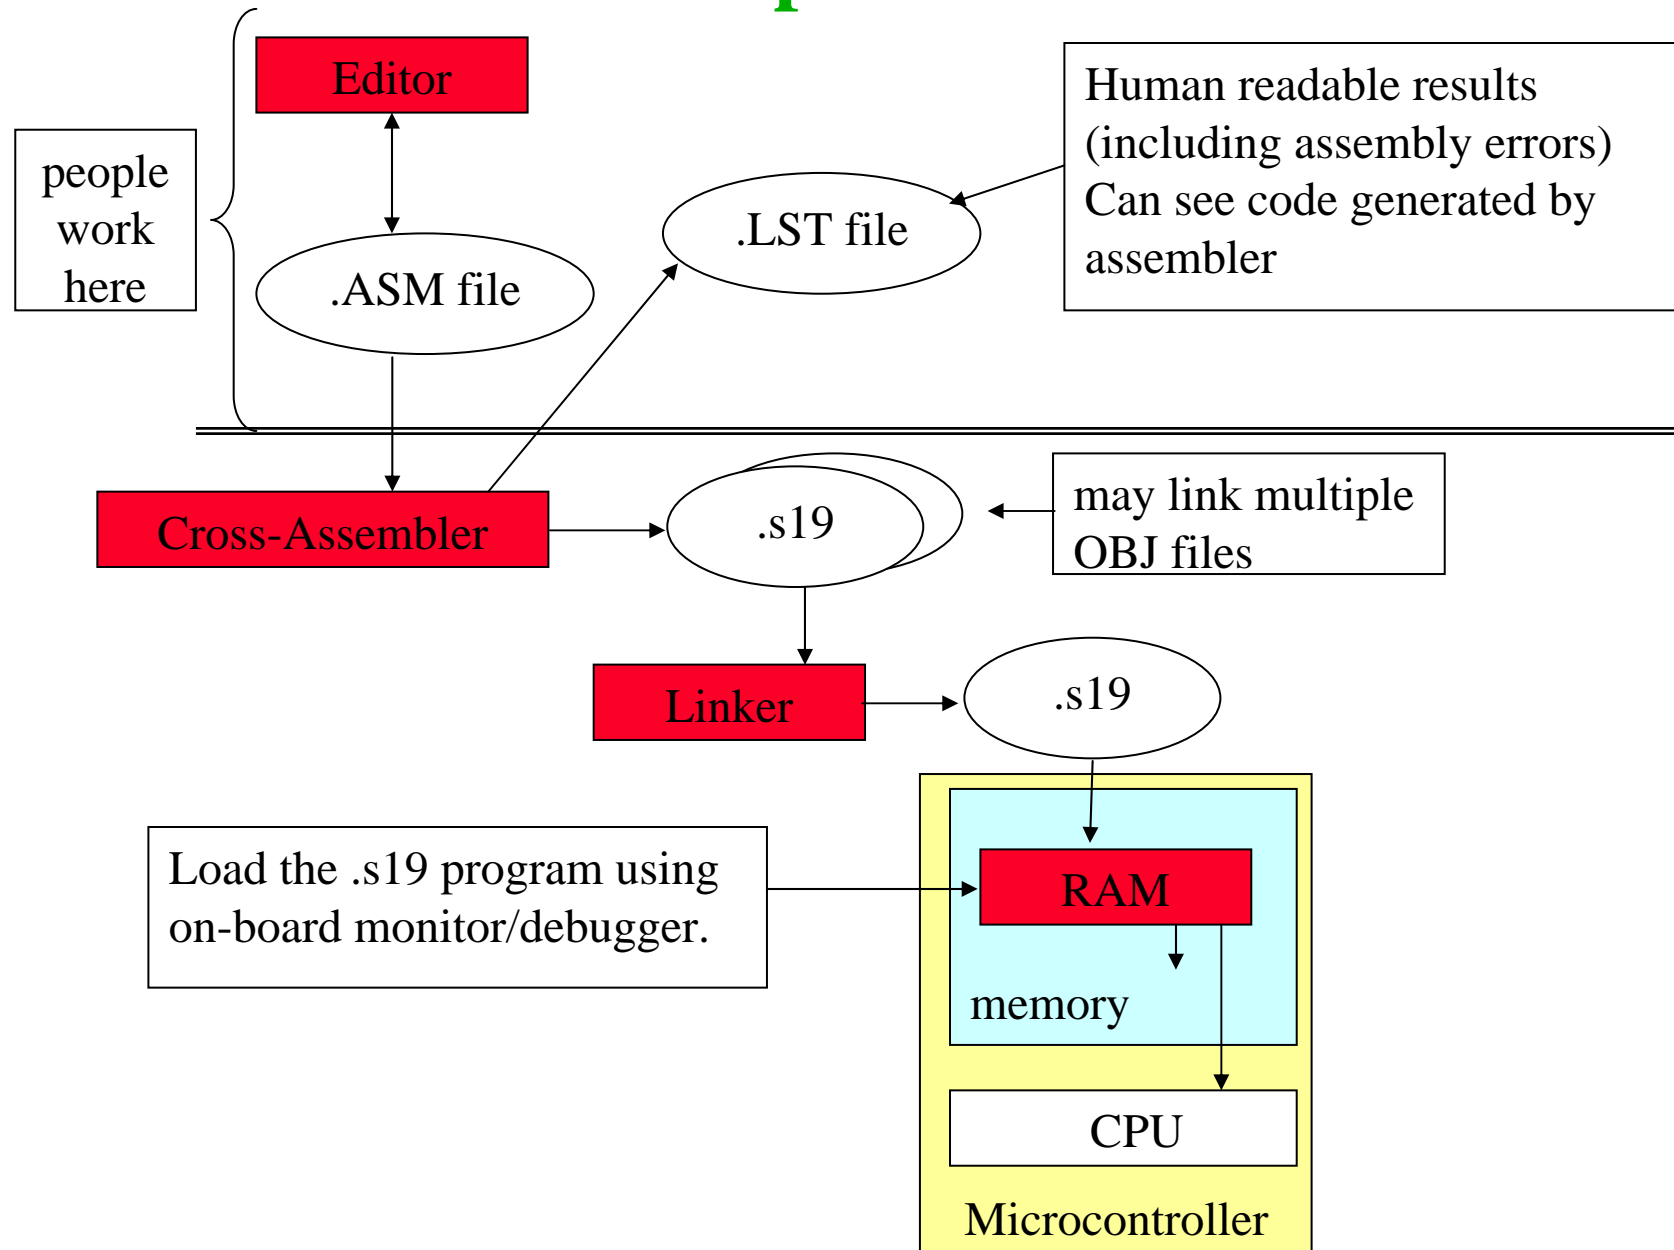 Editor
people
work
here
.ASM file
.LST file
Human readable results
(including assembly errors)
Can see code generated by
assembler
Cross-Assembler
.s19
may link multiple
OBJ files
Linker
.s19
Load the .s19 program using
on-board monitor/debugger.
RAM
memory
CPU
Microcontroller